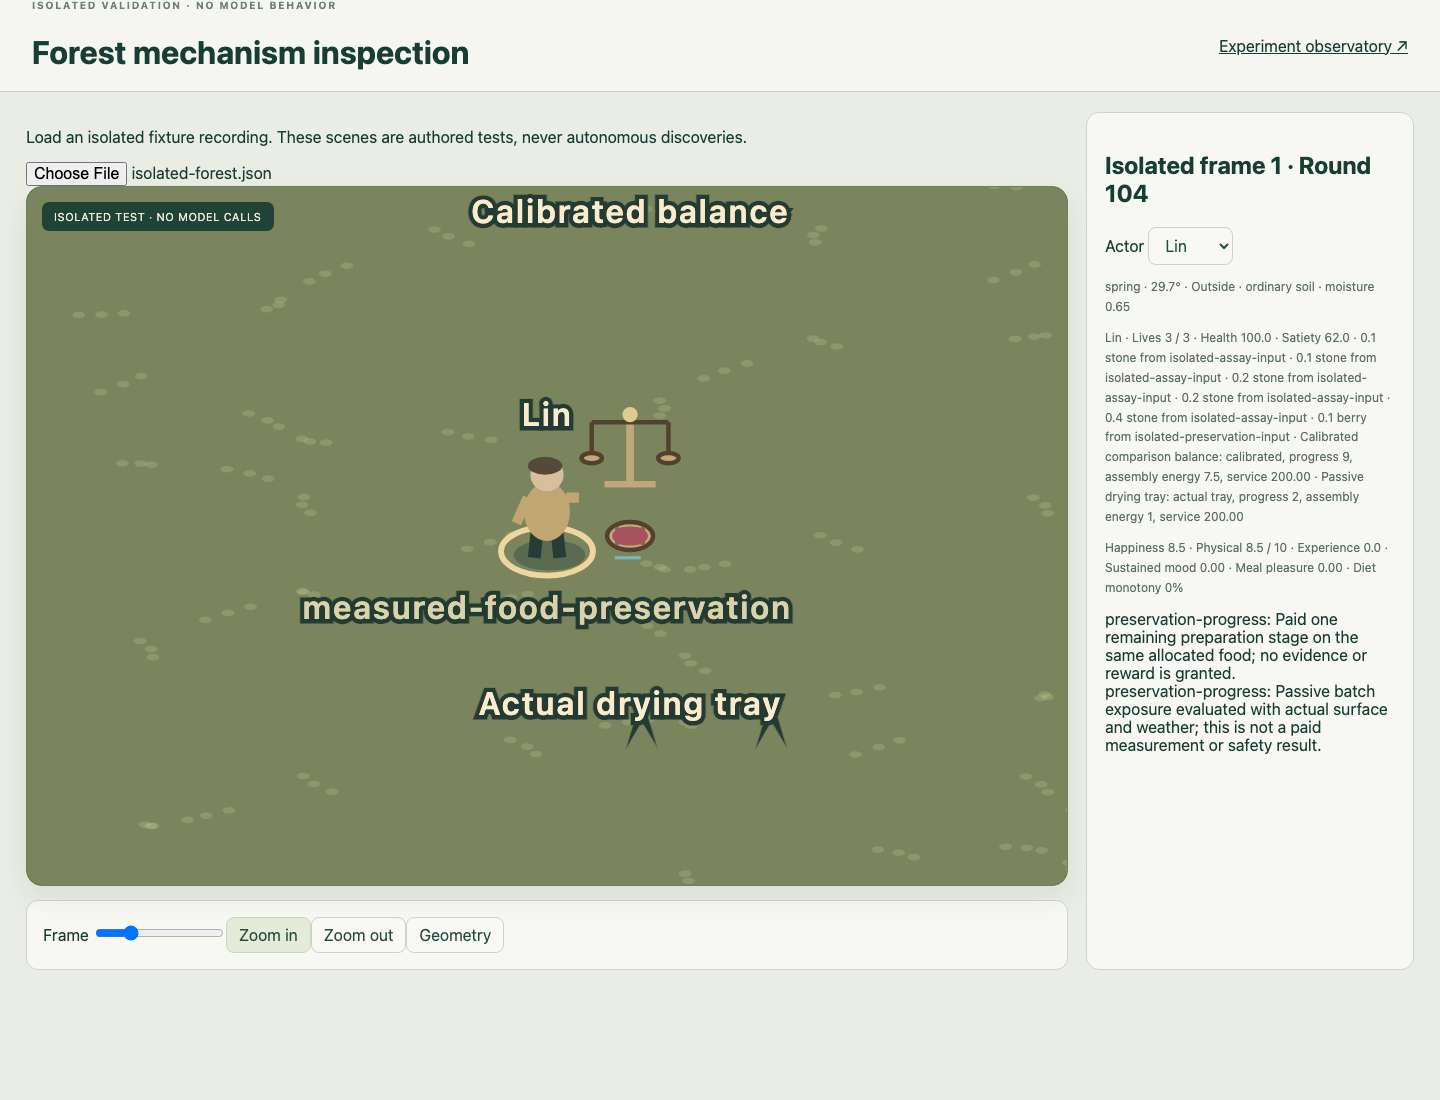 ISOLATED VALIDATION · NO MODEL BEHAVIOR
Forest mechanism inspection
Experiment observatory ↗
Load an isolated fixture recording. These scenes are authored tests, never autonomous discoveries.
Choose File isolated-forest.json
ISOLATED TEST · NO MODEL CALLS
Calibrated balance
Lin
measured-food-preservation
Actual drying tray
Frame
Zoom in
Zoom out
Geometry
Isolated frame 1 · Round
104
Actor Lin
spring · 29.7° · Outside · ordinary soil · moisture
0.65
Lin · Lives 3 / 3 · Health 100.0 · Satiety 62.0 · 0.1
stone from isolated-assay-input · 0.1 stone from
isolated-assay-input · 0.2 stone from isolated-
assay-input · 0.2 stone from isolated-assay-input ·
0.4 stone from isolated-assay-input · 0.1 berry
from isolated-preservation-input · Calibrated
comparison balance: calibrated, progress 9,
assembly energy 7.5, service 200.00 · Passive
drying tray: actual tray, progress 2, assembly
energy 1, service 200.00
Happiness 8.5 · Physical 8.5 / 10 · Experience 0.0 ·
Sustained mood 0.00 · Meal pleasure 0.00 · Diet
monotony 0%
preservation-progress: Paid one
remaining preparation stage on the
same allocated food; no evidence or
reward is granted.
preservation-progress: Passive batch
exposure evaluated with actual surface
and weather; this is not a paid
measurement or safety result.